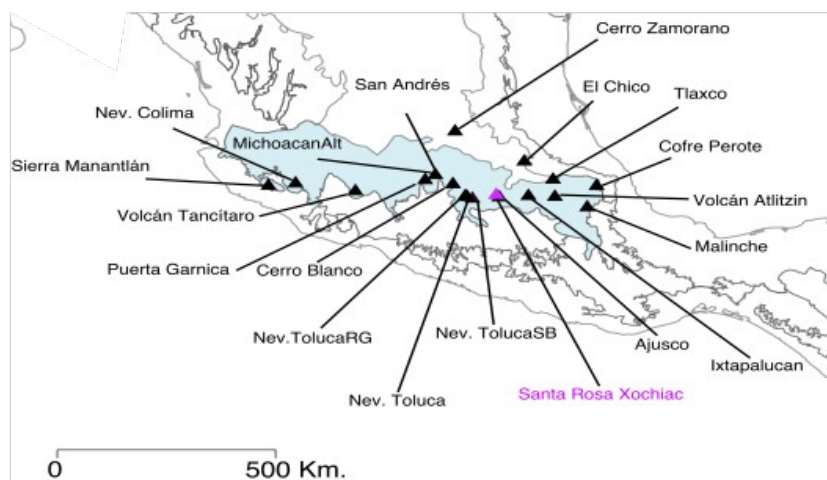 Cerro Zamorano
San Andrés
El Chico
Tlaxco
Nev. Colima
MichoacanAlt
Cofre Perote
Sierra Manantlán
Volcán Atlitzin
Volcán Tancítaro
Malinche
Puerta Garnica
Cerro Blanco
Nev.TolucaRG
Nev. TolucaSB
Ajusco
Ixtapalucan
Nev. Toluca
Santa Rosa Xochiac
0
500 Km.